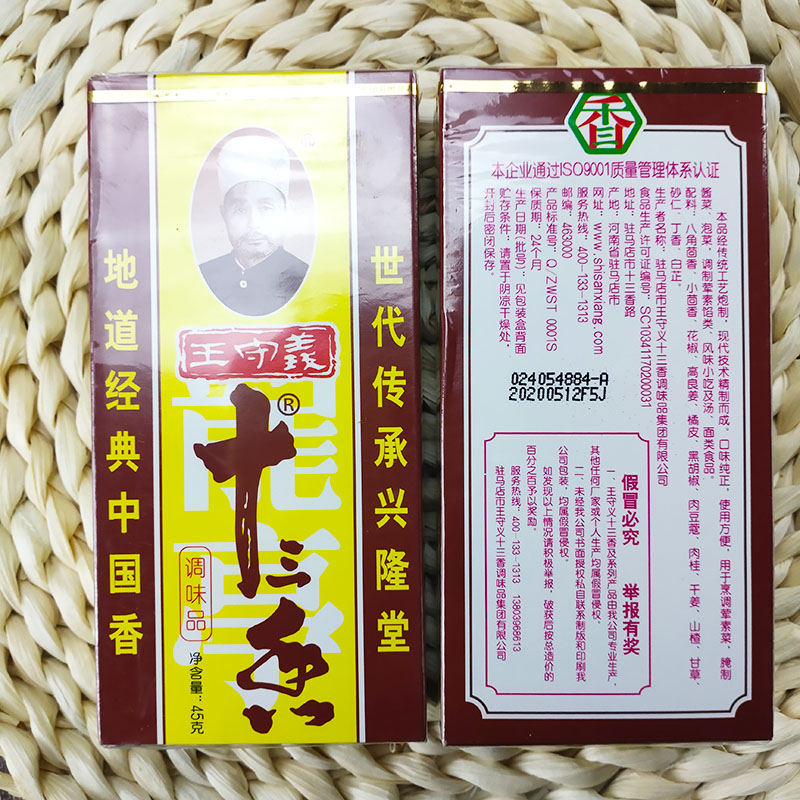 王守義
龍亭
十三香
®
调味品
净含量：45克
世代传承兴隆堂
地道经典中国香
香
本企业通过ISO9001质量管理体系认证
本品经传统工艺炮制，现代技术精制而成。口味纯正，使用方便，用于烹调荤素菜，腌制
酱菜、泡菜，调制荤素馅类、风味小吃及汤、面类食品。
配料：八角茴香、小茴香、花椒、高良姜、橘皮、黑胡椒、肉豆蔻、肉桂、干姜、山楂、甘草、
砂仁、丁香、白芷。
生产者名称：驻马店市王守义十三香调味品集团有限公司
食品生产许可证编号：SC10341170200031
地址：驻马店市十三香路
产地：河南省驻马店市
网址：www.shisanxiang.com
服务热线：400-133-1313
邮编：463000
产品标准号：Q/ZWST 0001S
保质期：24个月
生产日期(批号)：见包装盒背面
贮存条件：请置于阴凉干燥处，
开封后密闭保存。
024054884-A
20200512F5J
假冒必究 举报有奖
一、王守义十三香及系列产品由我公司专业生产，
其他任何厂家或个人生产均属假冒侵权。
二、未经我公司书面授权私自联系制版和印刷我
公司包装，均属假冒侵权。
如发现以上情况请积极举报，破获后按总造价的
百分之百予以奖励。
服务热线：400-133-1313 13803968613
驻马店市王守义十三香调味品集团有限公司